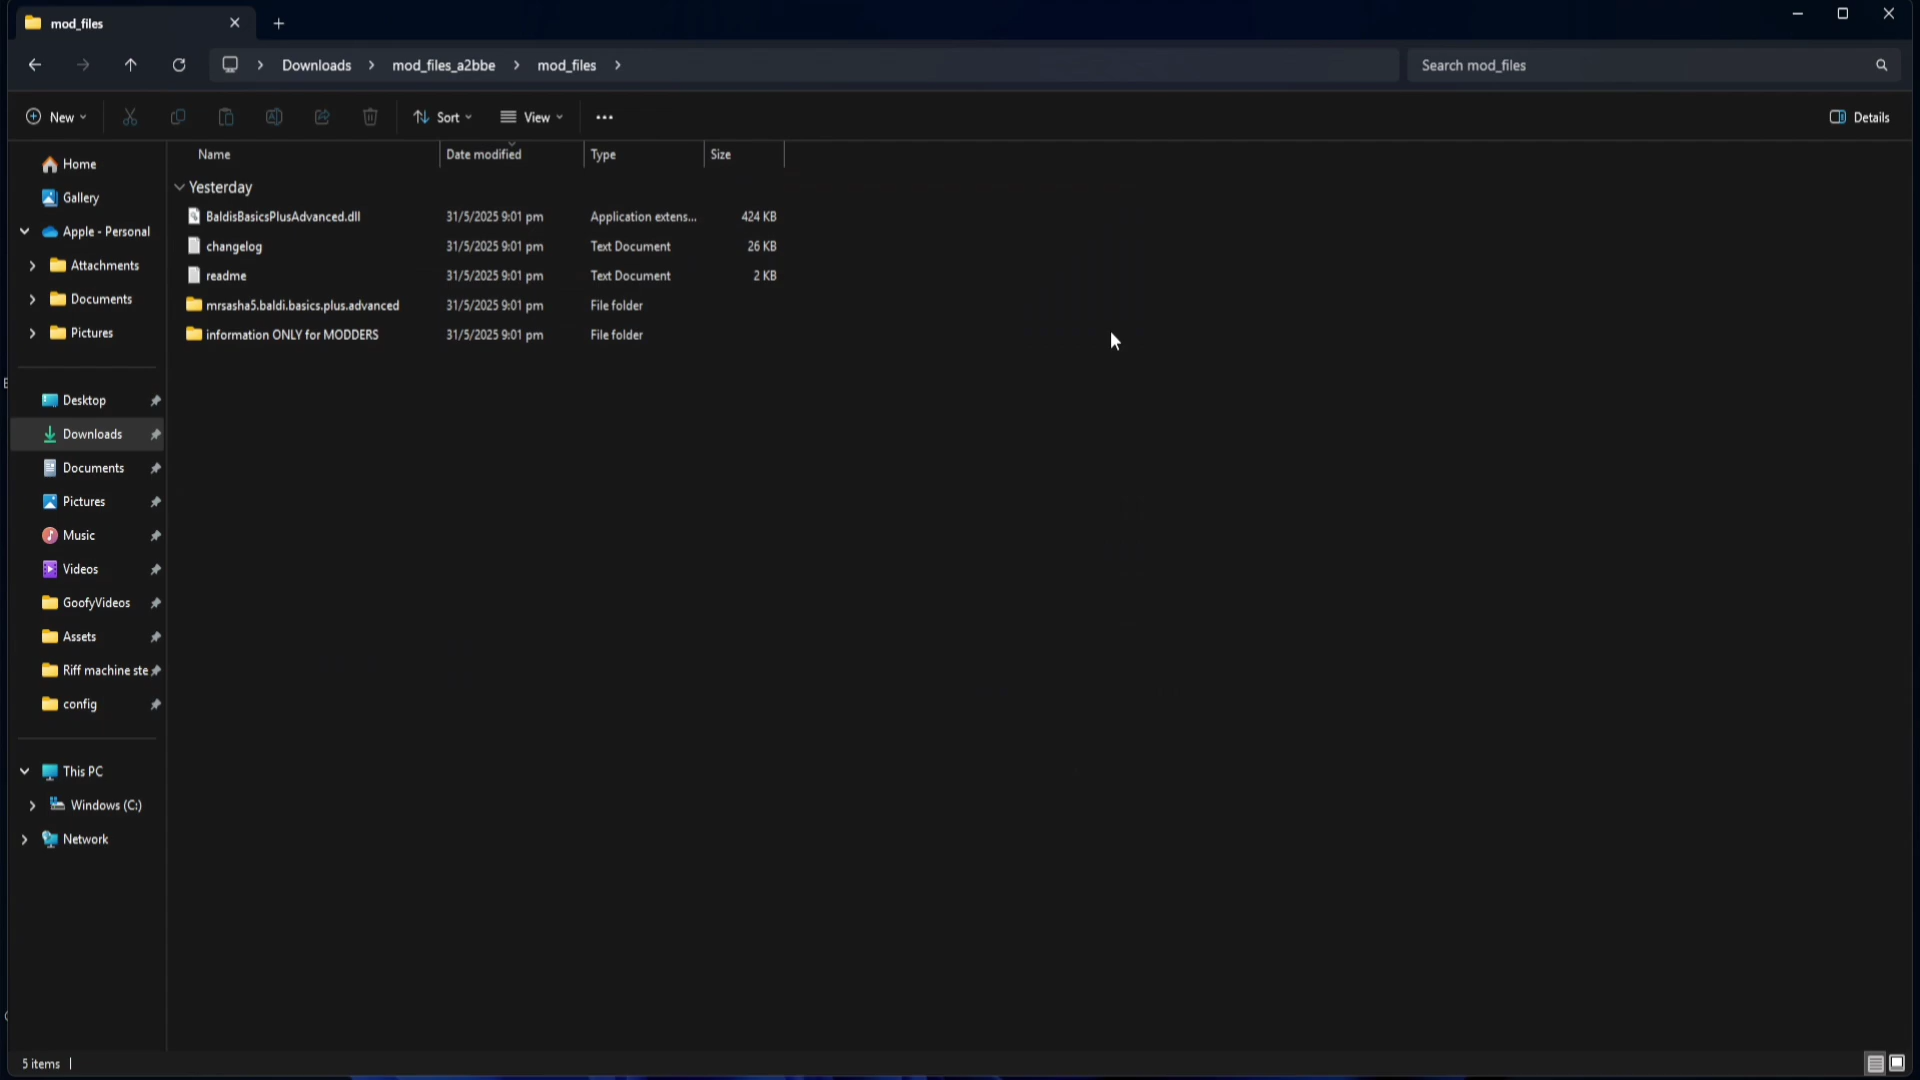 mod_files
Downloads > mod_files_a2bbe > mod_files >
Search mod_files
New
Sort
View
Details
Name Date modified Type Size
Yesterday
BaldisBasicsPlusAdvanced.dll 31/5/2025 9:01 pm Application extens... 424 KB
changelog 31/5/2025 9:01 pm Text Document 26 KB
readme 31/5/2025 9:01 pm Text Document 2 KB
mrsasha5.baldi.basics.plus.advanced 31/5/2025 9:01 pm File folder
information ONLY for MODDERS 31/5/2025 9:01 pm File folder
Home
Gallery
Apple - Personal
Attachments
Documents
Pictures
Desktop
Downloads
Documents
Pictures
Music
Videos
GoofyVideos
Assets
Riff machine ste
config
This PC
Windows (C:)
Network
5 items